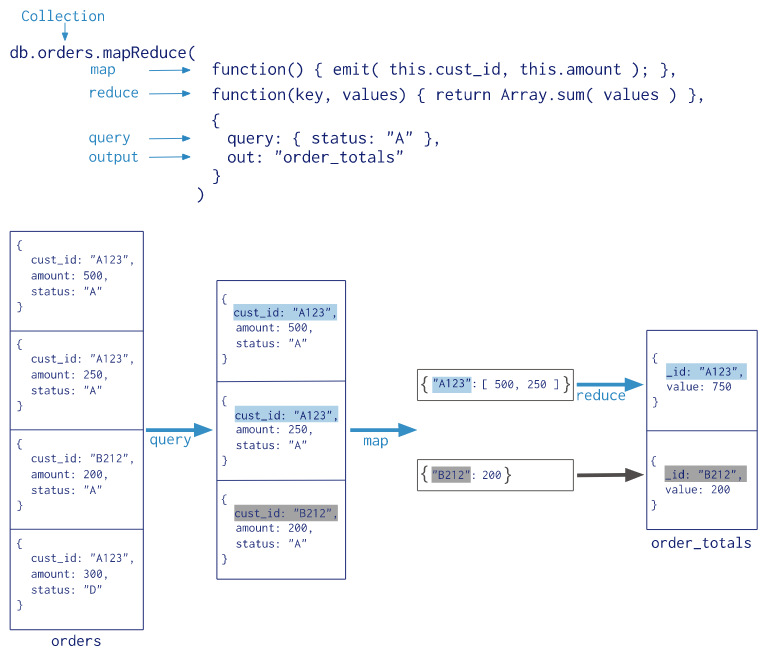 Collection
db.orders.mapReduce(
map function() { emit( this.cust_id, this.amount ); },
reduce function(key, values) { return Array.sum( values ) },
{
query query: { status: "A" },
output out: "order_totals"
}
)
{
cust_id: "A123",
amount: 500,
status: "A"
}
{
cust_id: "A123",
amount: 250,
status: "A"
}
{
cust_id: "B212",
amount: 200,
status: "A"
}
{
cust_id: "A123",
amount: 300,
status: "D"
}
orders
query
{
cust_id: "A123",
amount: 500,
status: "A"
}
{
cust_id: "A123",
amount: 250,
status: "A"
}
{
cust_id: "B212",
amount: 200,
status: "A"
}
map
{ "A123": [ 500, 250 ] }
{ "B212": 200 }
reduce
{
_id: "A123",
value: 750
}
{
_id: "B212",
value: 200
}
order_totals